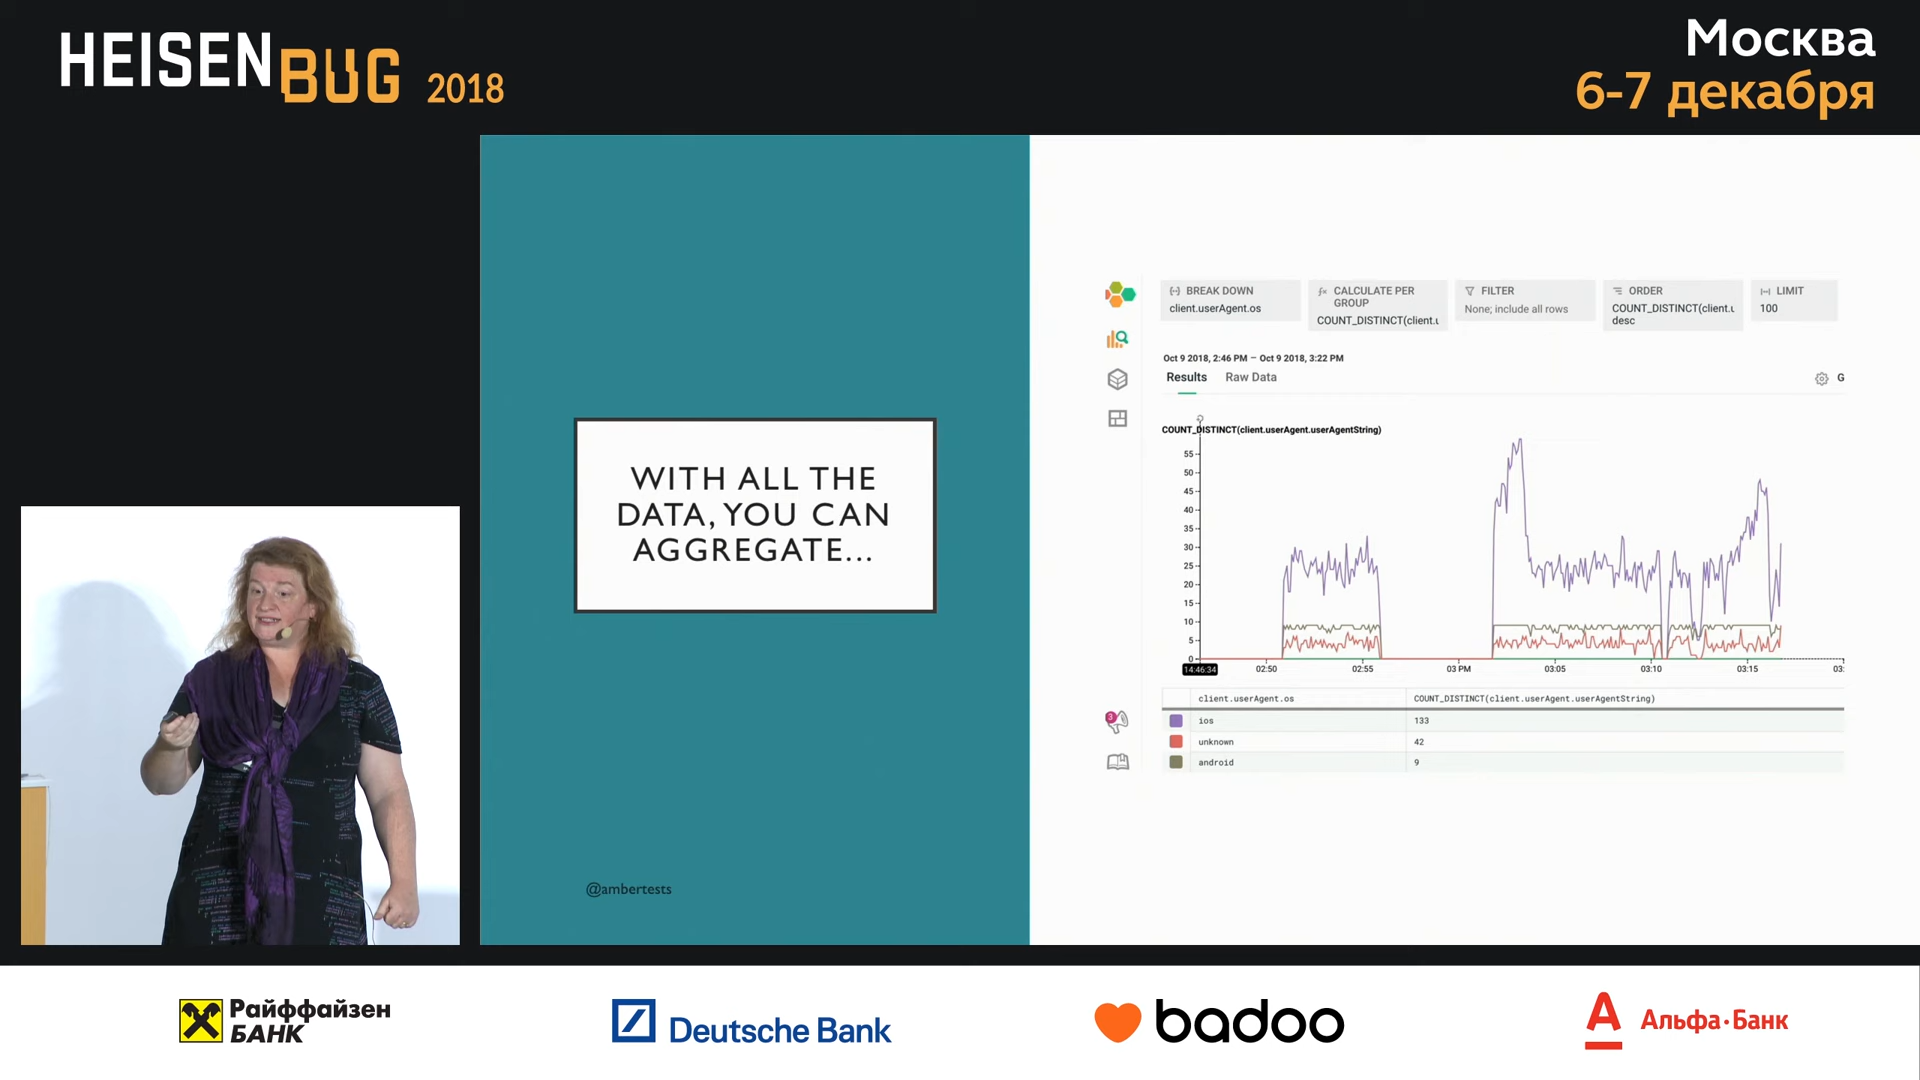 HEISENBUG 2018
Москва
6-7 декабря
WITH ALL THE
DATA, YOU CAN
AGGREGATE...
@ambertests
BREAK DOWN
client.userAgent.os
CALCULATE PER
GROUP
COUNT_DISTINCT(client.u
FILTER
None; include all rows
ORDER
COUNT_DISTINCT(client.u
desc
LIMIT
100
Oct 9 2018, 2:46 PM – Oct 9 2018, 3:22 PM
Results Raw Data G
COUNT_DISTINCT(client.userAgent.userAgentString)
55
50
45
40
35
30
25
20
15
10
5
0
14:46:34 02:50 02:55 03 PM 03:05 03:10 03:15 03:
client.userAgent.os COUNT_DISTINCT(client.userAgent.userAgentString)
ios 133
unknown 42
android 9
3
Райффайзен
БАНК
Deutsche Bank
badoo
А
Альфа·Банк